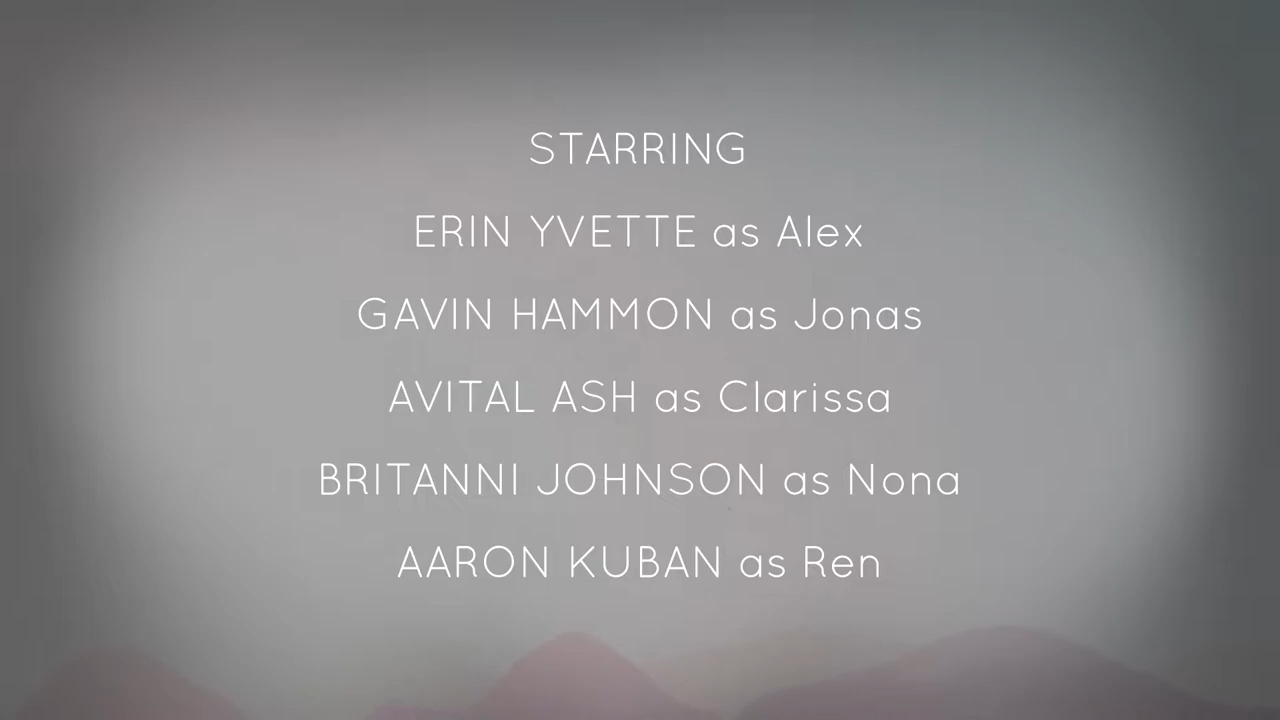 STARRING
ERIN YVETTE as Alex
GAVIN HAMMON as Jonas
AVITAL ASH as Clarissa
BRITANNI JOHNSON as Nona
AARON KUBAN as Ren